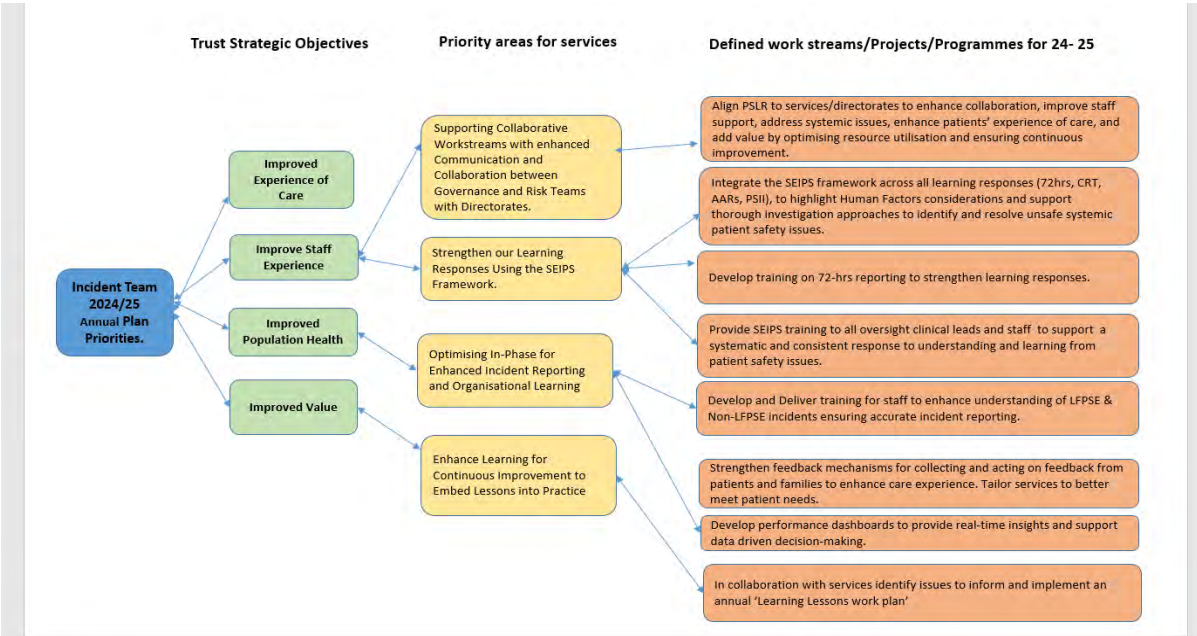 Trust Strategic Objectives
Priority areas for services
Defined work streams/Projects/Programmes for 24- 25
Incident Team
2024/25
Annual Plan
Priorities.
Improved
Experience of
Care
Improve Staff
Experience
Improved
Population Health
Improved Value
Supporting Collaborative
Workstreams with enhanced
Communication and
Collaboration between
Governance and Risk Teams
with Directorates.
Strengthen our Learning
Responses Using the SEIPS
Framework.
Optimising In-Phase for
Enhanced Incident Reporting
and Organisational Learning
Enhance Learning for
Continuous Improvement to
Embed Lessons into Practice
Align PSLR to services/directorates to enhance collaboration, improve staff
support, address systemic issues, enhance patients’ experience of care, and
add value by optimising resource utilisation and ensuring continuous
improvement.
Integrate the SEIPS framework across all learning responses (72hrs, CRT,
AARs, PSII), to highlight Human Factors considerations and support
thorough investigation approaches to identify and resolve unsafe systemic
patient safety issues.
Develop training on 72-hrs reporting to strengthen learning responses.
Provide SEIPS training to all oversight clinical leads and staff to support a
systematic and consistent response to understanding and learning from
patient safety issues.
Develop and Deliver training for staff to enhance understanding of LFPSE &
Non-LFPSE incidents ensuring accurate incident reporting.
Strengthen feedback mechanisms for collecting and acting on feedback from
patients and families to enhance care experience. Tailor services to better
meet patient needs.
Develop performance dashboards to provide real-time insights and support
data driven decision-making.
In collaboration with services identify issues to inform and implement an
annual ‘Learning Lessons work plan’